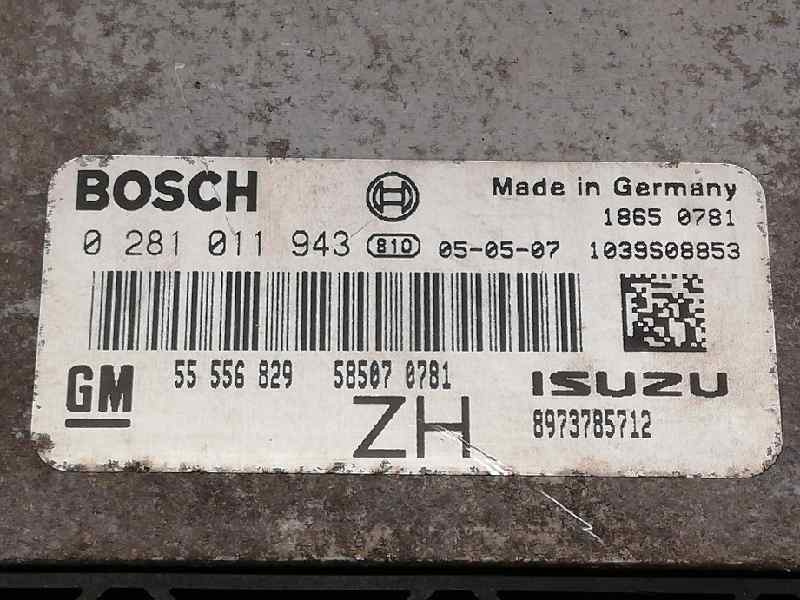 BOSCH Made in Germany
1865 0781
0 281 011 943 810 05-05-07 1039S08853
GM 55 556 829 58507 0781 ISUZU
ZH 8973785712